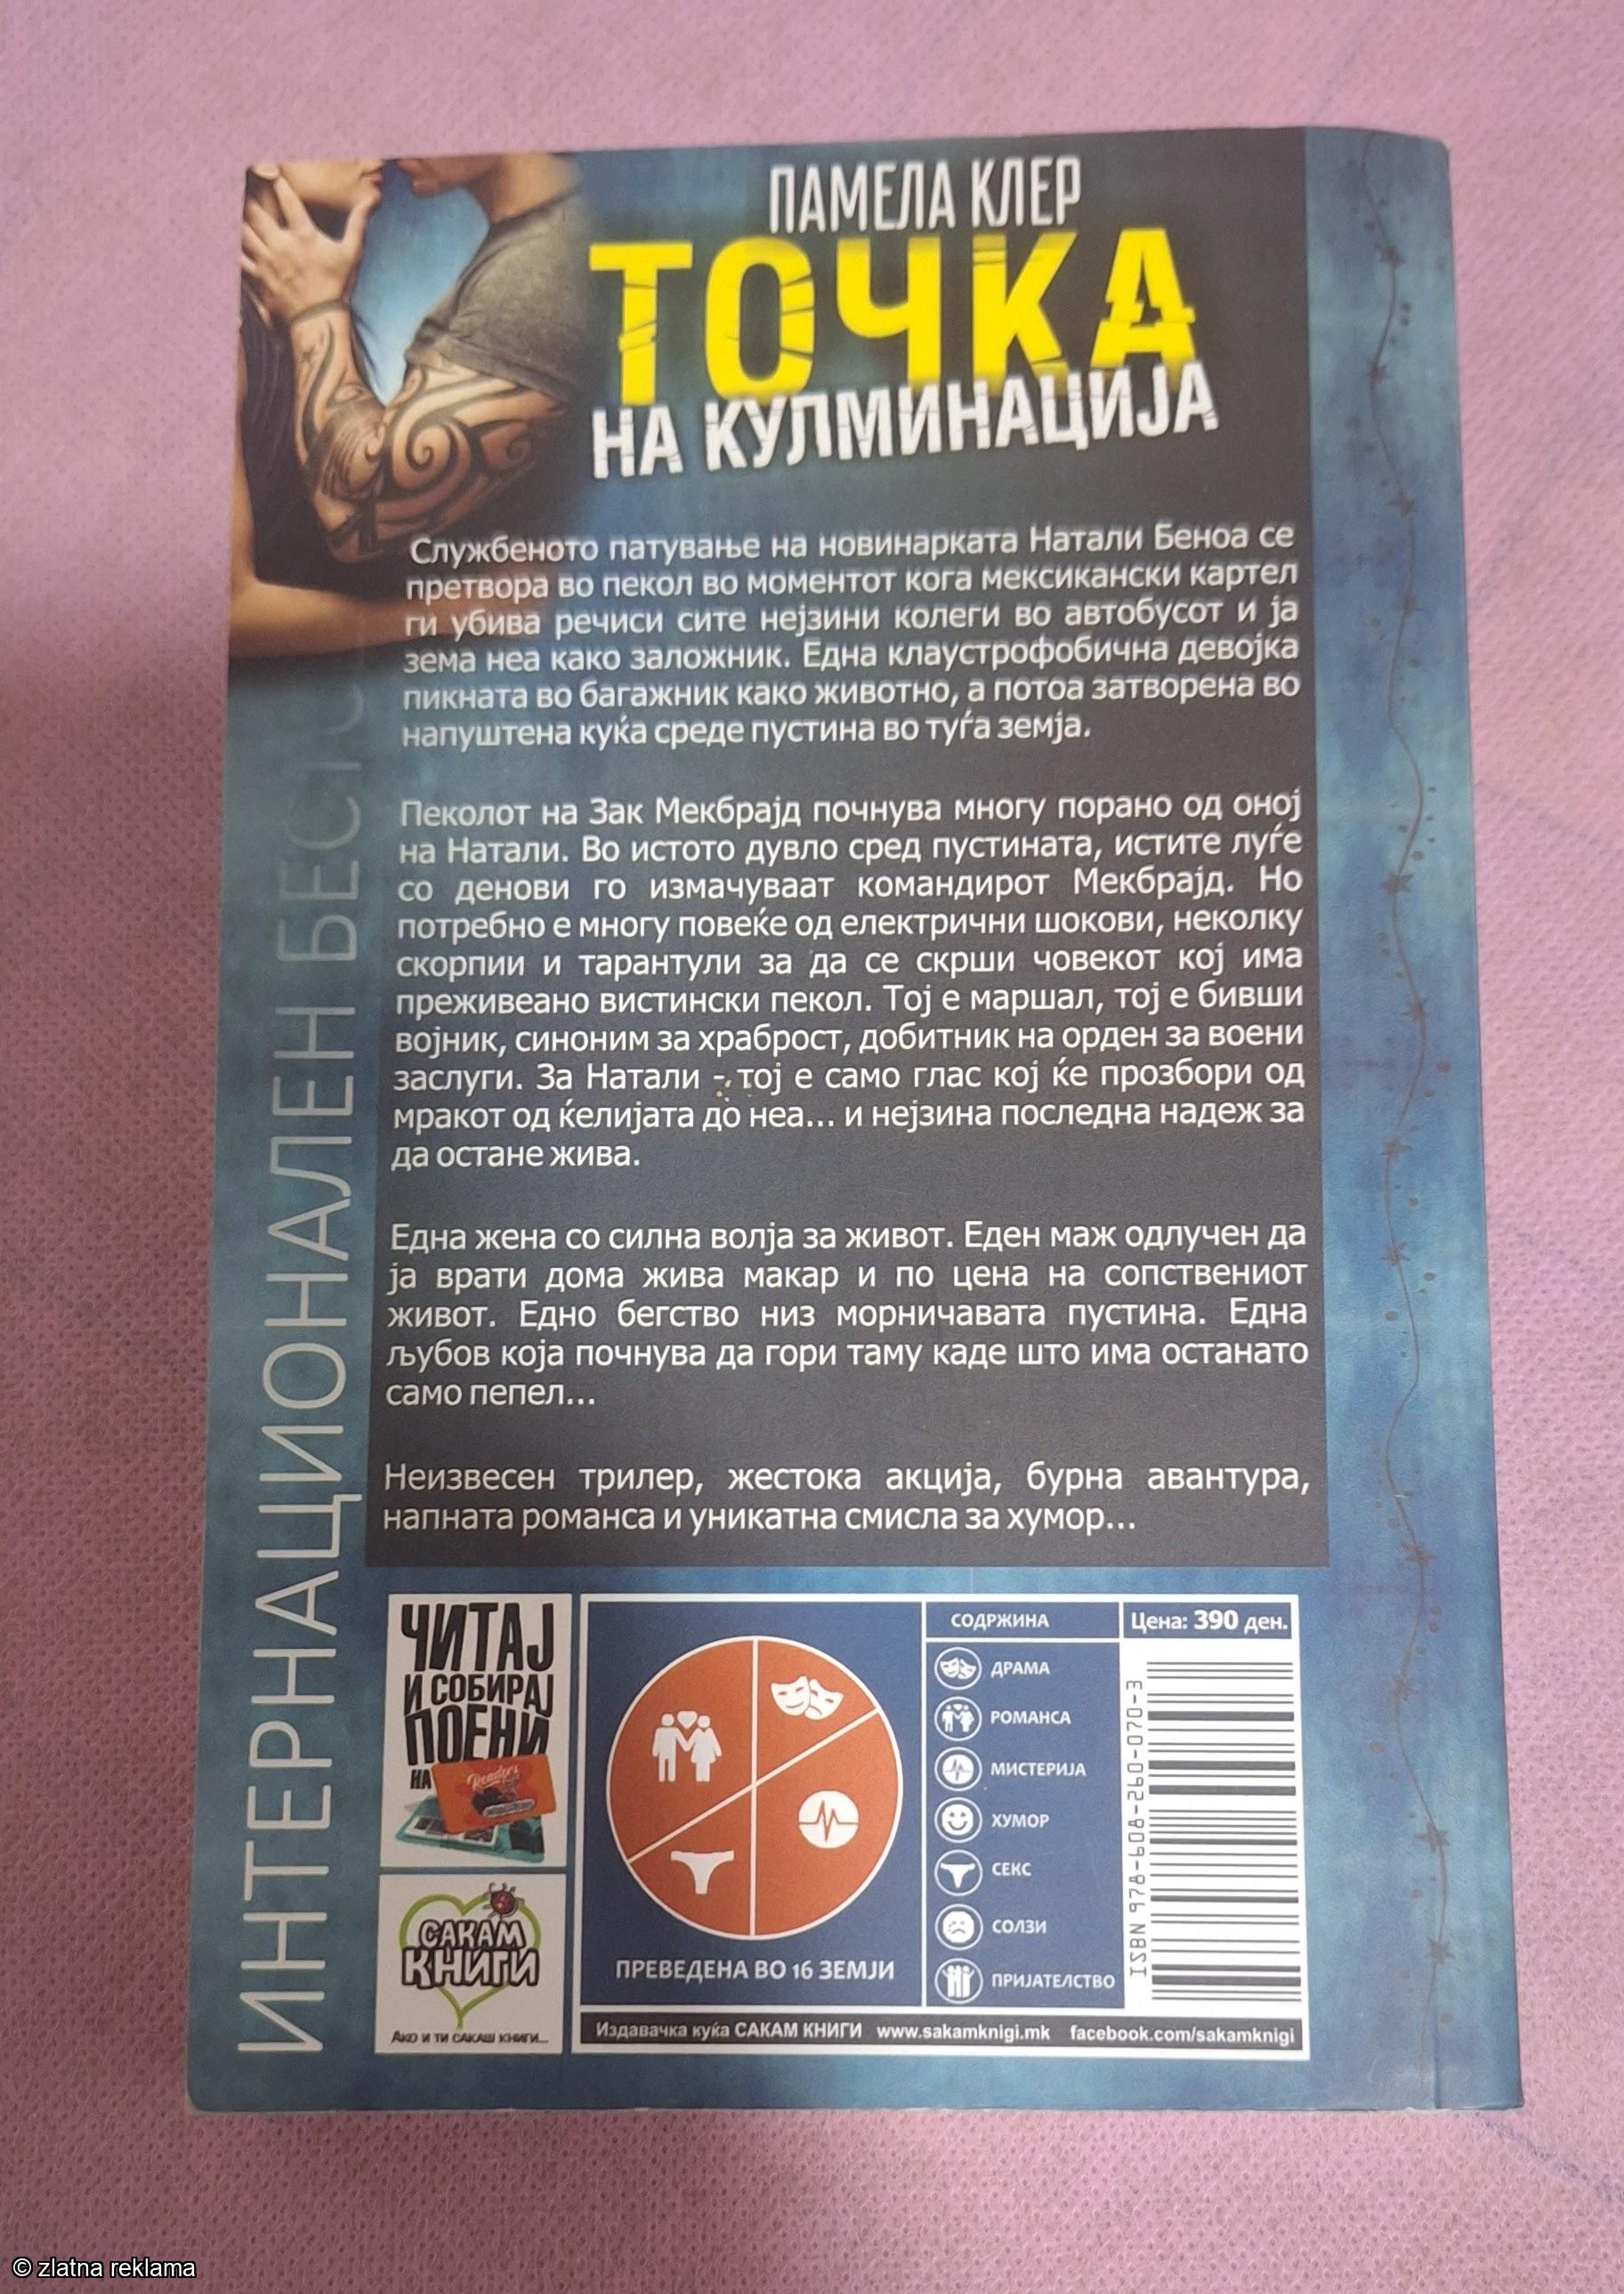 ПАМЕЛА КЛЕР
ТОЧКА
НА КУЛМИНАЦИЈА
Службеното патување на новинарката Натали Беноа се
претвора во пекол во моментот кога мексикански картел
ги убива речиси сите нејзини колеги во автобусот и ја
зема неа како заложник. Една клаустрофобична девојка
пикната во багажник како животно, а потоа затворена во
напуштена куќа среде пустина во туѓа земја.
Пеколот на Зак Мекбрајд почнува многу порано од оној
на Натали. Во истото дувло сред пустината, истите луѓе
со денови го измачуваат командирот Мекбрајд. Но
потребно е многу повеќе од електрични шокови, неколку
скорпии и тарантули за да се скрши човекот кој има
преживеано вистински пекол. Тој е маршал, тој е бивши
војник, синоним за храброст, добитник на орден за воени
заслуги. За Натали - тој е само глас кој ќе прозбори од
мракот од ќелијата до неа... и нејзина последна надеж за
да остане жива.
Една жена со силна волја за живот. Еден маж одлучен да
ја врати дома жива макар и по цена на сопствениот
живот. Едно бегство низ морничавата пустина. Една
љубов која почнува да гори таму каде што има останато
само пепел...
Неизвесен трилер, жестока акција, бурна авантура,
напната романса и уникатна смисла за хумор...
ИНТЕРНАЦИОНАЛЕН БЕС
ЧИТАЈ
И СОБИРАЈ
ПОЕНИ
НА
Readers
САКАМ
КНИГИ
АКО И ТИ САКАШ КНИГИ...
ПРЕВЕДЕНА ВО 16 ЗЕМЈИ
СОДРЖИНА
ДРАМА
РОМАНСА
МИСТЕРИЈА
ХУМОР
СЕКС
СОЛЗИ
ПРИЈАТЕЛСТВО
Цена: 390 ден.
ISBN 978-608-260-070-3
Издавачка куќа САКАМ КНИГИ www.sakamknigi.mk facebook.com/sakamknigi
© zlatna reklama